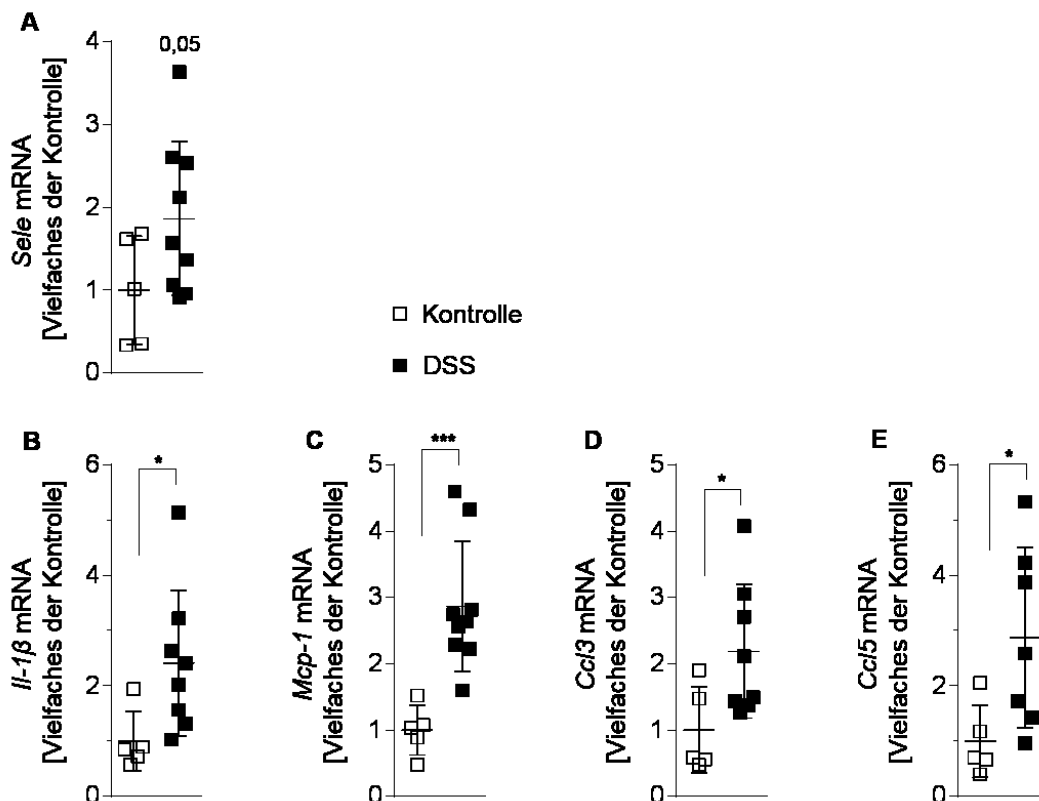 A
0,05
Sele mRNA
[Vielfaches der Kontrolle]
4
3
2
1
0
Kontrolle
DSS
B
*
Il-1β mRNA
[Vielfaches der Kontrolle]
6
4
2
0
C
***
Mcp-1 mRNA
[Vielfaches der Kontrolle]
5
4
3
2
1
0
D
*
Ccl3 mRNA
[Vielfaches der Kontrolle]
5
4
3
2
1
0
E
*
Ccl5 mRNA
[Vielfaches der Kontrolle]
6
4
2
0